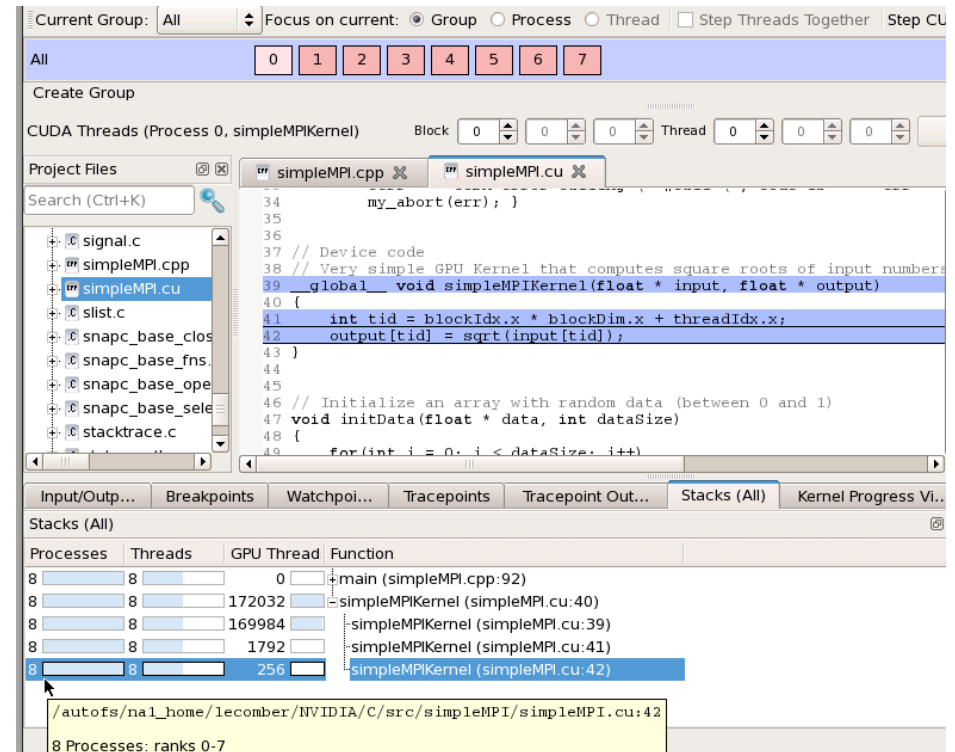 Current Group: All Focus on current: Group Process Thread Step Threads Together Step CU
All 0 1 2 3 4 5 6 7
Create Group
CUDA Threads (Process 0, simpleMPIKernel) Block 0 0 0 Thread 0 0 0
Project Files simpleMPI.cpp simpleMPI.cu
Search (Ctrl+K)
signal.c
simpleMPI.cpp
simpleMPI.cu
slist.c
snapc_base_clos
snapc_base_fns.
snapc_base_ope
snapc_base_sele
stacktrace.c
34 my_abort(err); }
35
36
37 // Device code
38 // Very simple GPU Kernel that computes square roots of input numbers
39 __global__ void simpleMPIKernel(float * input, float * output)
40 {
41 int tid = blockIdx.x * blockDim.x + threadIdx.x;
42 output[tid] = sqrt(input[tid]);
43 }
44
45
46 // Initialize an array with random data (between 0 and 1)
47 void initData(float * data, int dataSize)
48 {
49 for(int i = 0; i < dataSize; i++)
Input/Outp... Breakpoints Watchpoi... Tracepoints Tracepoint Out... Stacks (All) Kernel Progress Vi...
Stacks (All)
Processes Threads GPU Thread Function
8 8 0 main (simpleMPI.cpp:92)
8 8 172032 simpleMPIKernel (simpleMPI.cu:40)
8 8 169984 simpleMPIKernel (simpleMPI.cu:39)
8 8 1792 simpleMPIKernel (simpleMPI.cu:41)
8 8 256 simpleMPIKernel (simpleMPI.cu:42)
/autofs/na1_home/lecomber/NVIDIA/C/src/simpleMPI/simpleMPI.cu:42
8 Processes: ranks 0-7